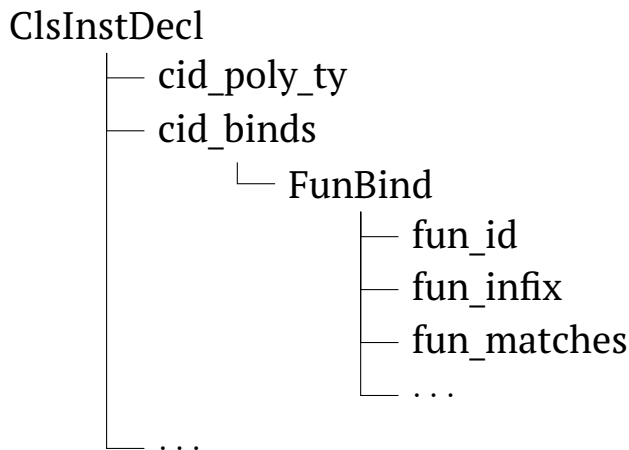 ClsInstDecl
cid_poly_ty
cid_binds
FunBind
fun_id
fun_infix
fun_matches
. . .
. . .